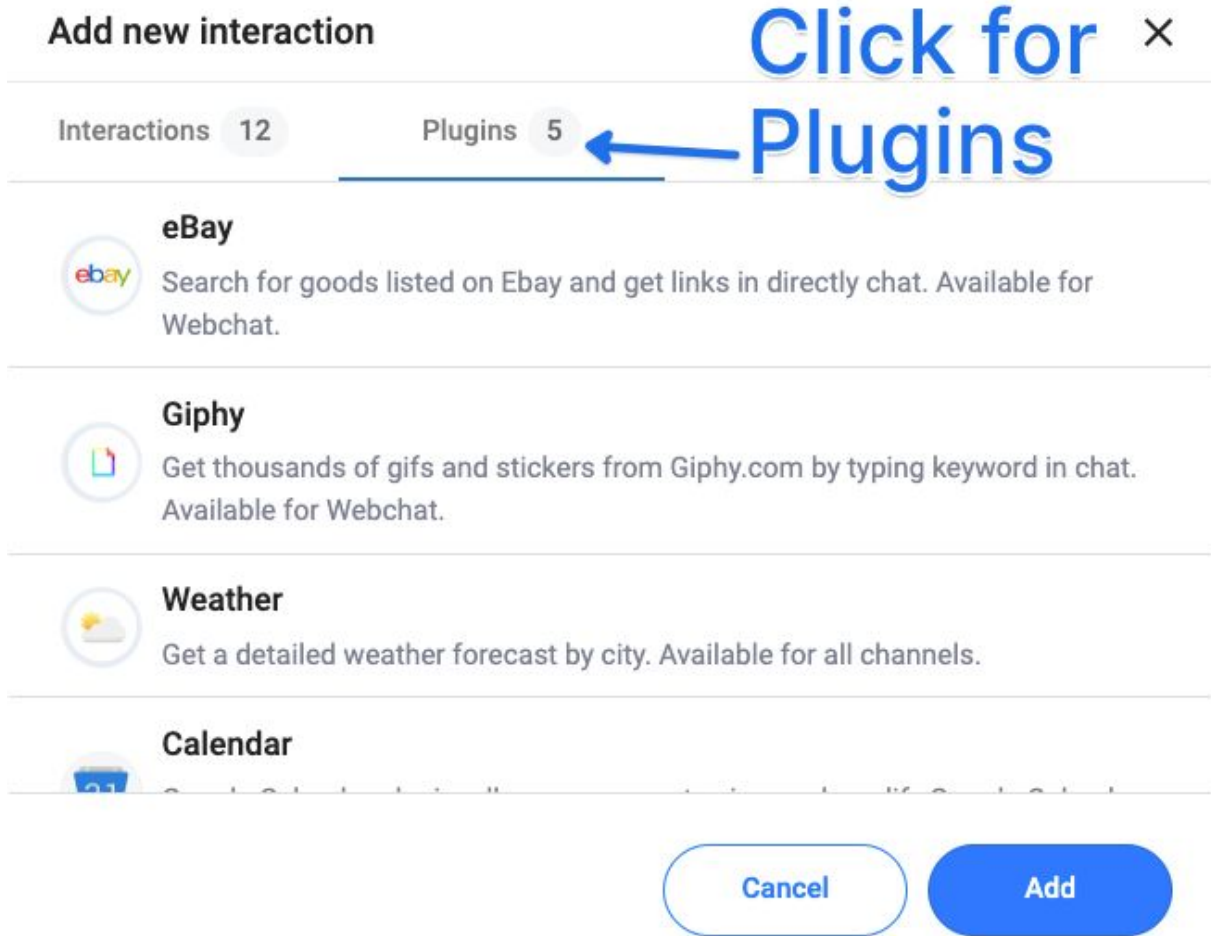 Add new interaction
Click for
Plugins
Interactions 12
Plugins 5
eBay
ebay
Search for goods listed on Ebay and get links in directly chat. Available for
Webchat.
Giphy
Get thousands of gifs and stickers from Giphy.com by typing keyword in chat.
Available for Webchat.
Weather
Get a detailed weather forecast by city. Available for all channels.
Calendar
Cancel
Add